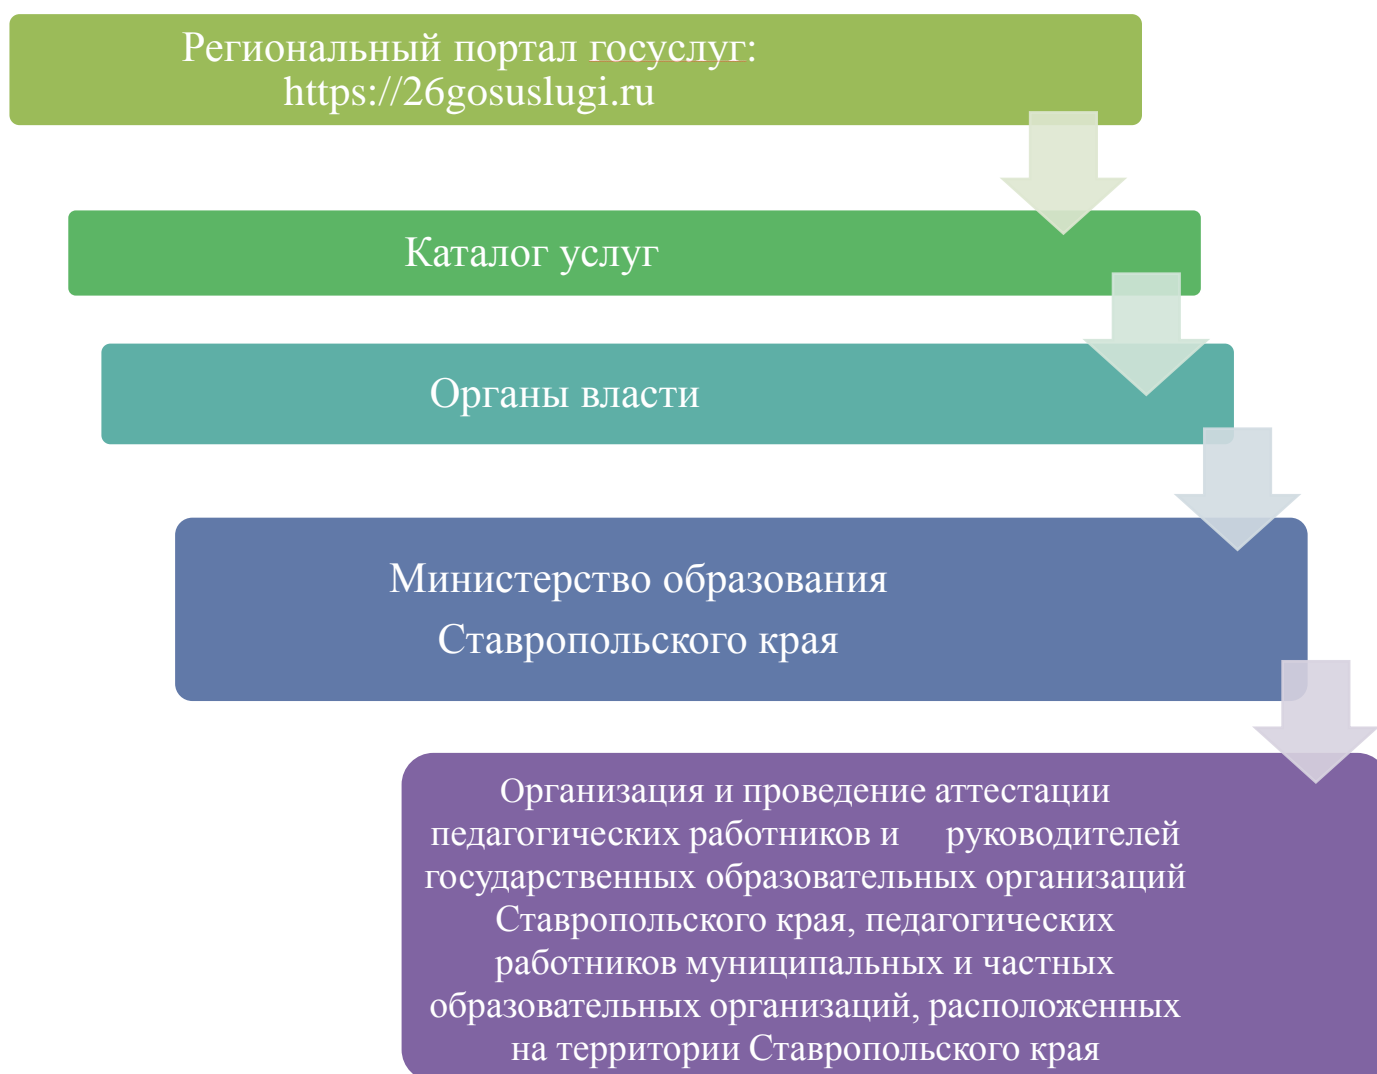 Региональный портал госуслуг:
https://26gosuslugi.ru
Каталог услуг
Органы власти
Министерство образования
Ставропольского края
Организация и проведение аттестации
педагогических работников и руководителей
государственных образовательных организаций
Ставропольского края, педагогических
работников муниципальных и частных
образовательных организаций, расположенных
на территории Ставропольского края